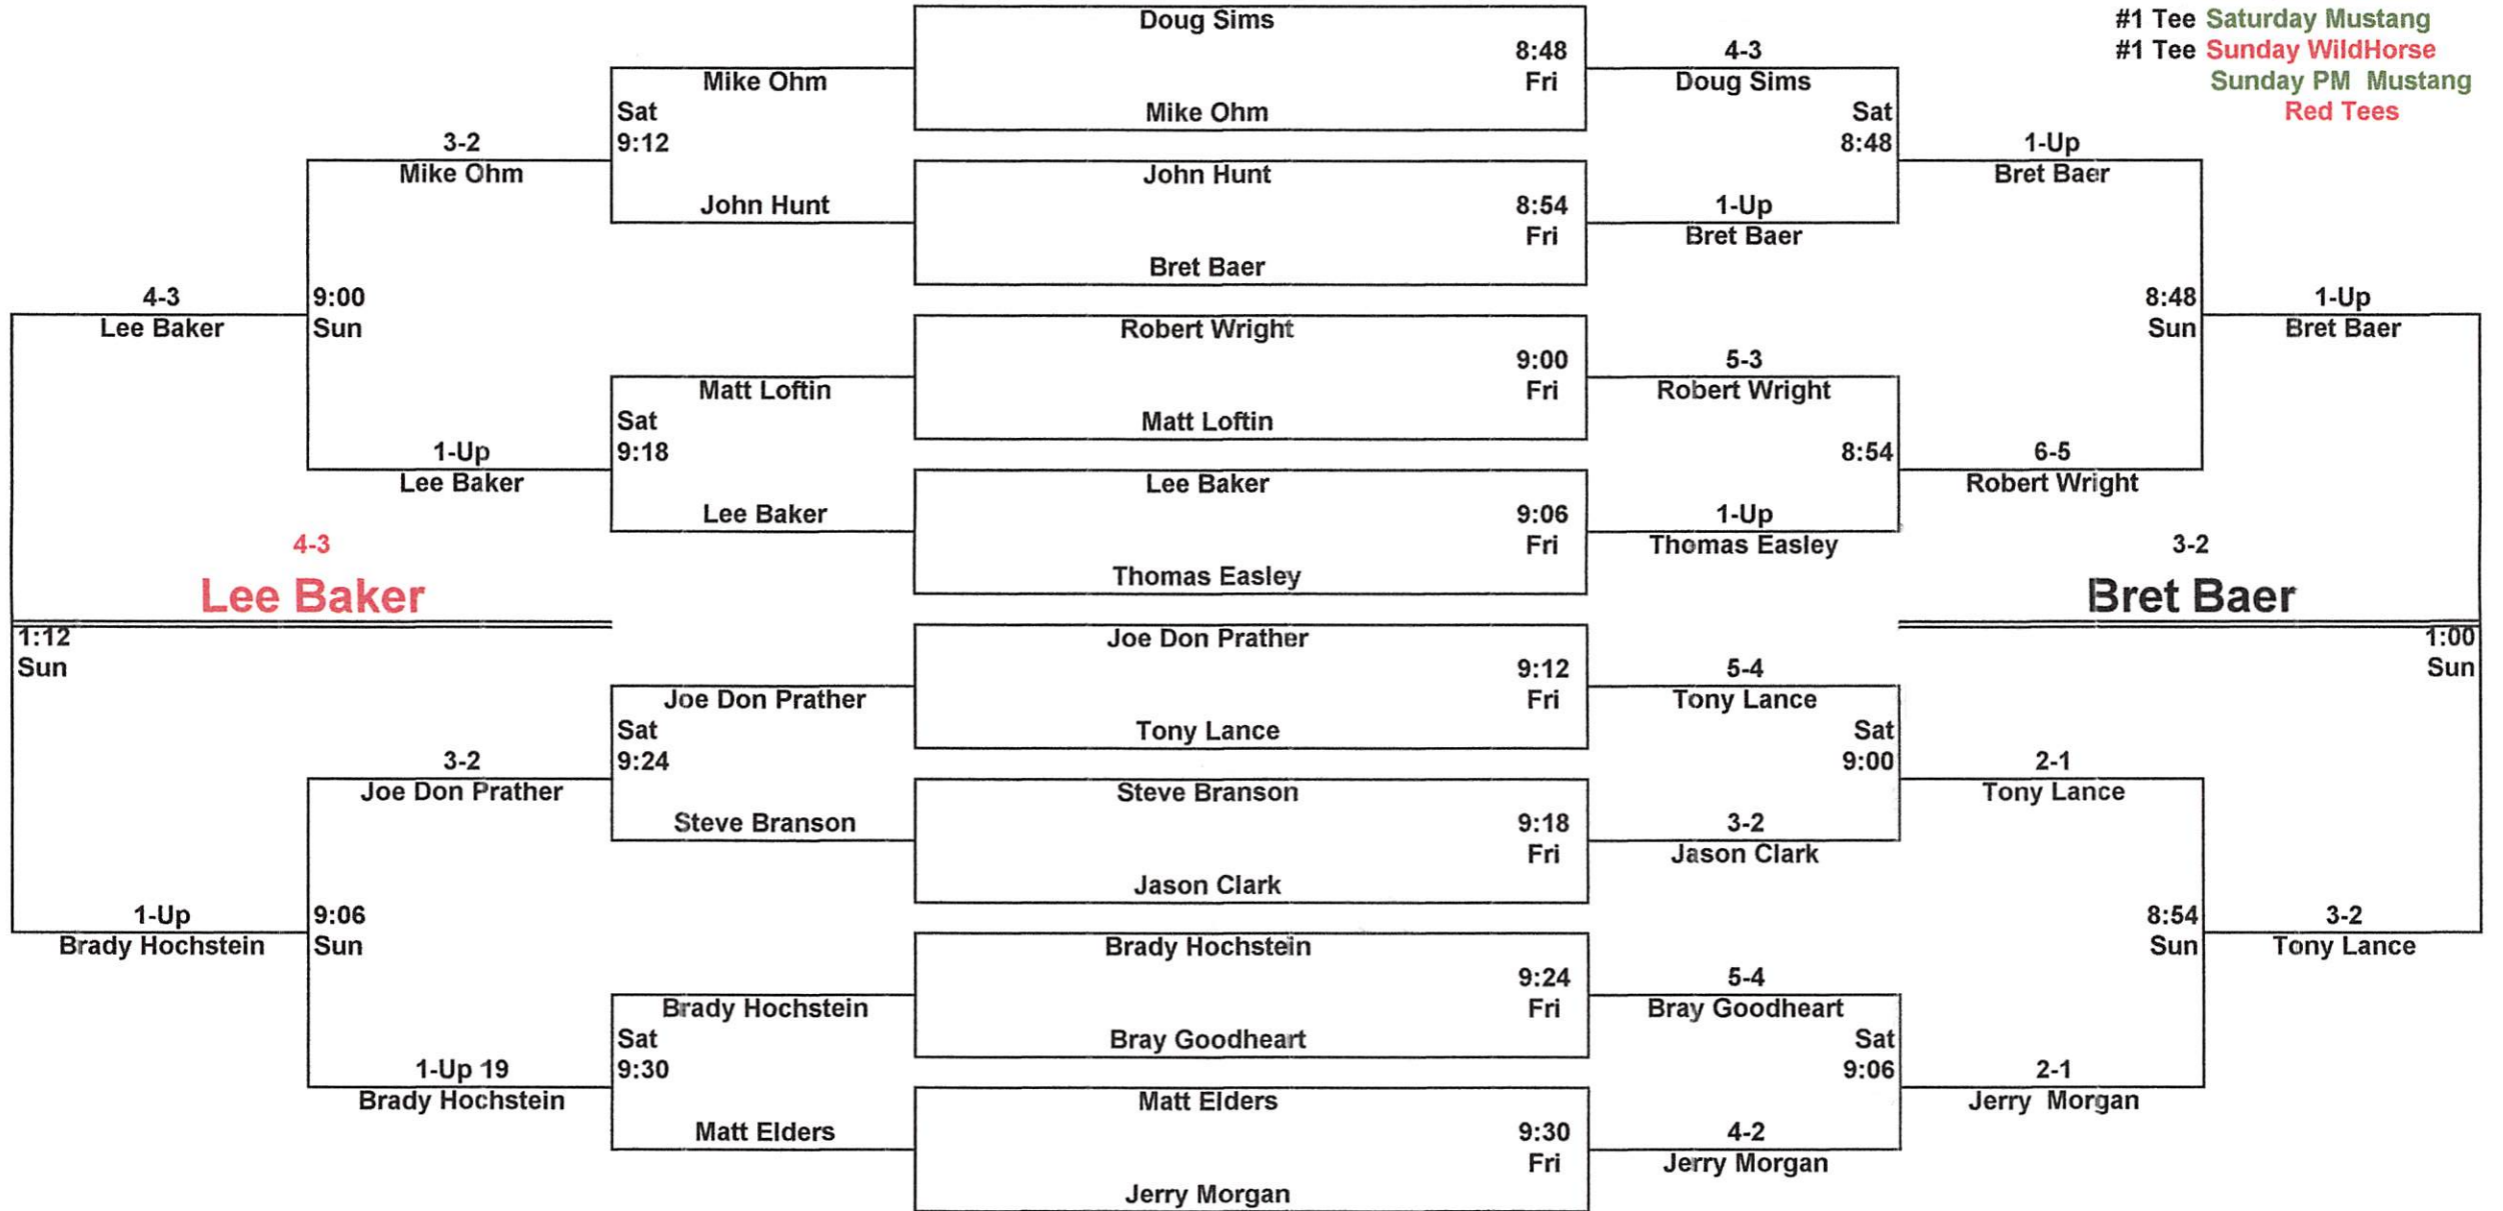 #1 Tee Saturday Mustang
#1 Tee Sunday WildHorse
Sunday PM Mustang
Red Tees
Doug Sims
8:48
Fri
Mike Ohm
John Hunt
8:54
Fri
Bret Baer
Robert Wright
9:00
Fri
Matt Loftin
Lee Baker
9:06
Fri
Thomas Easley
Joe Don Prather
9:12
Fri
Tony Lance
Steve Branson
9:18
Fri
Jason Clark
Brady Hochstein
9:24
Fri
Bray Goodheart
Matt Elders
9:30
Fri
Jerry Morgan
Mike Ohm
Sat
9:12
John Hunt
Matt Loftin
Sat
9:18
Lee Baker
Joe Don Prather
Sat
9:24
Steve Branson
Brady Hochstein
Sat
9:30
Matt Elders
3-2
Mike Ohm
9:00
Sun
1-Up
Lee Baker
3-2
Joe Don Prather
9:06
Sun
1-Up 19
Brady Hochstein
4-3
Lee Baker
4-3
Lee Baker
1:12
Sun
1-Up
Brady Hochstein
4-3
Doug Sims
Sat
8:48
1-Up
Bret Baer
5-3
Robert Wright
8:54
1-Up
Thomas Easley
5-4
Tony Lance
Sat
9:00
3-2
Jason Clark
5-4
Bray Goodheart
Sat
9:06
4-2
Jerry Morgan
1-Up
Bret Baer
8:48
Sun
6-5
Robert Wright
2-1
Tony Lance
8:54
Sun
2-1
Jerry Morgan
1-Up
Bret Baer
3-2
Bret Baer
1:00
Sun
3-2
Tony Lance